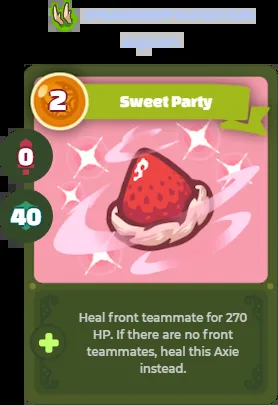 2
Sweet Party
0
40
Heal front teammate for 270
HP. If there are no front
teammates, heal this Axie
instead.